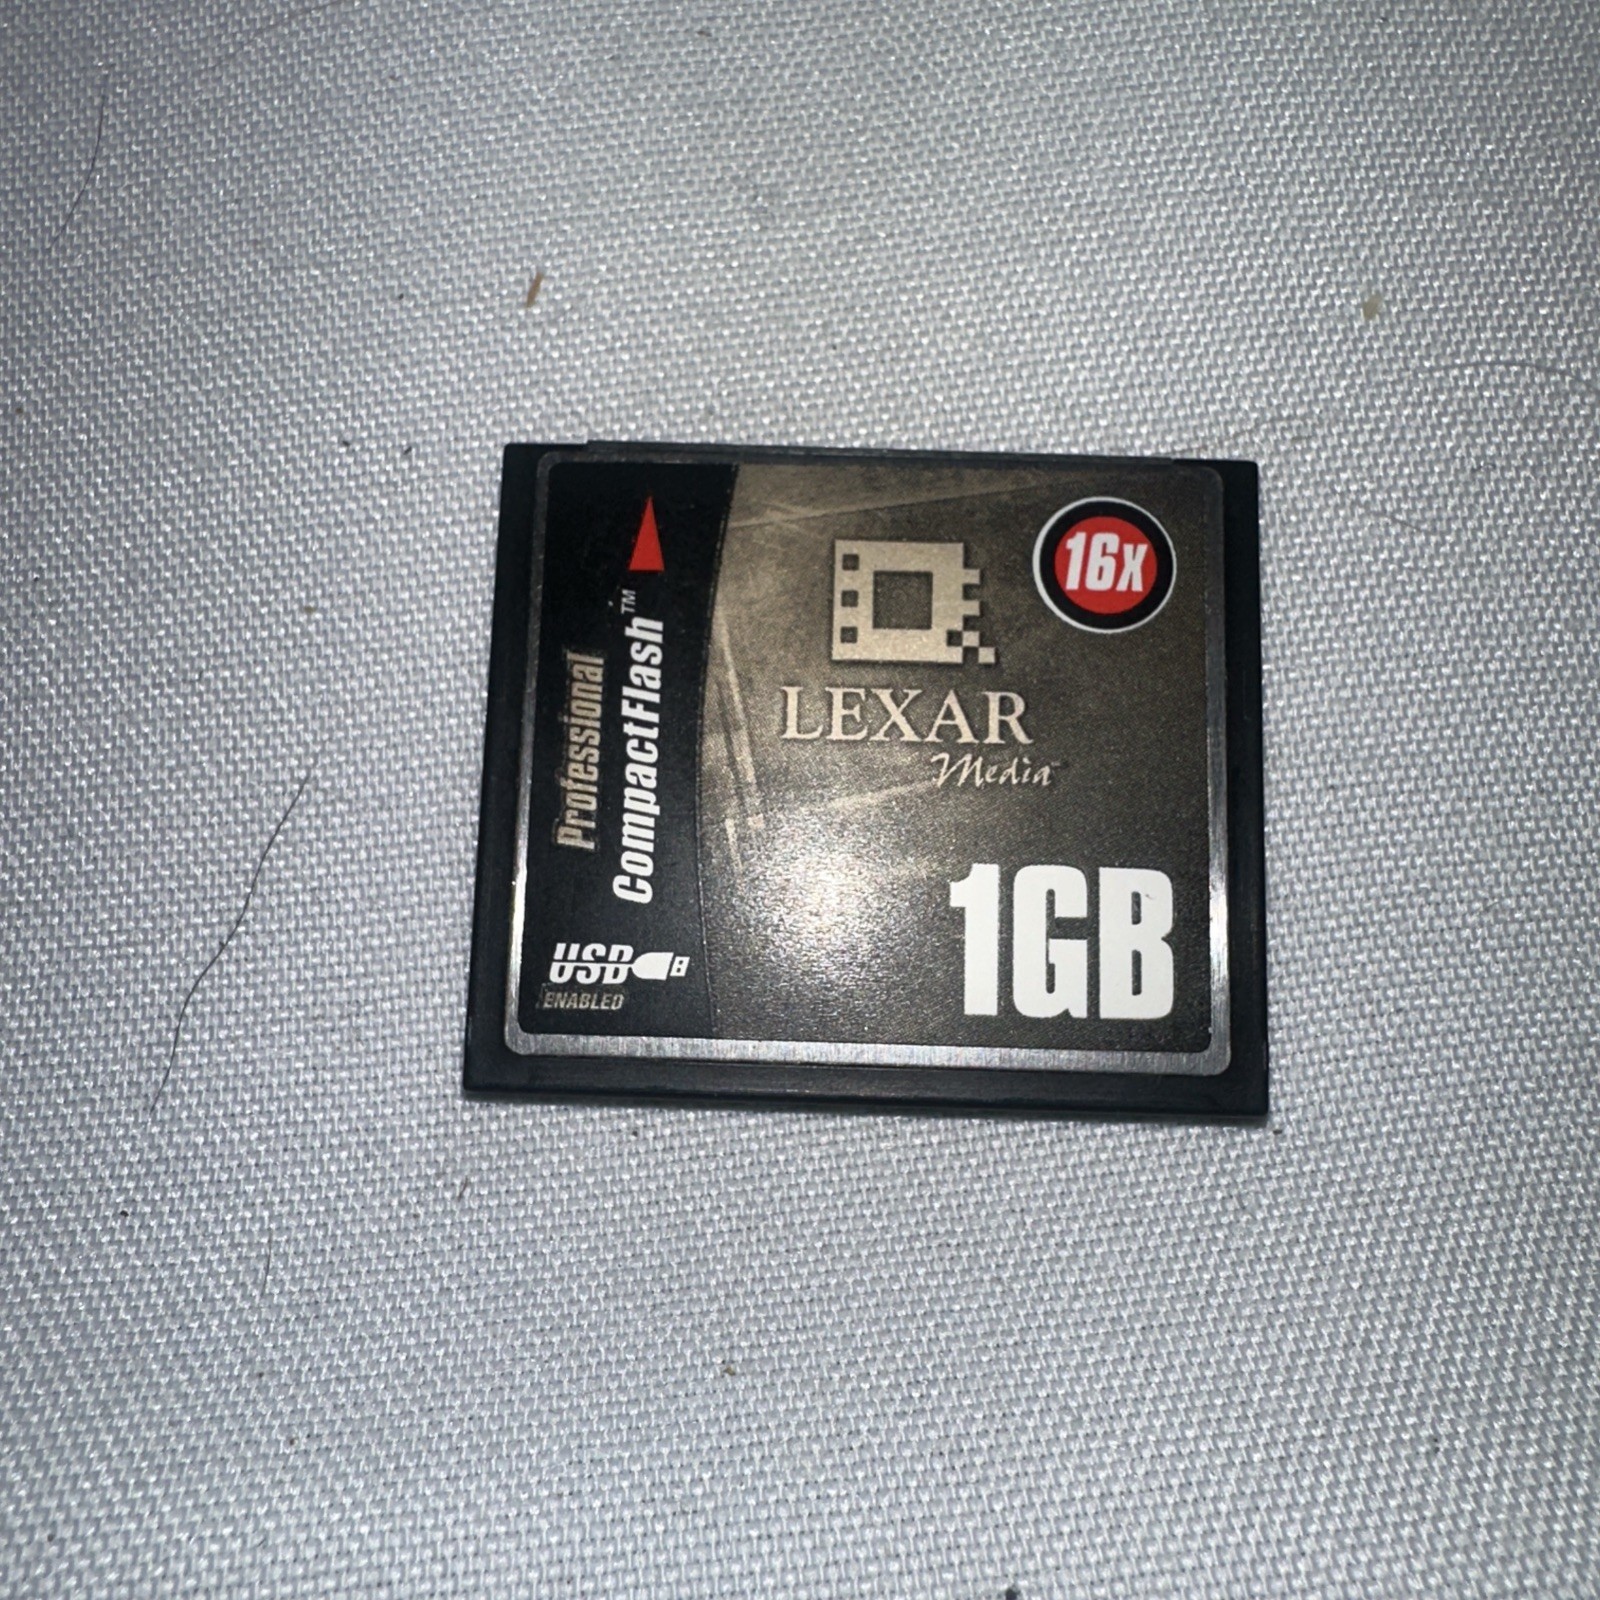 Professional
CompactFlash™
USB
ENABLED
16x
LEXAR
Media
1GB